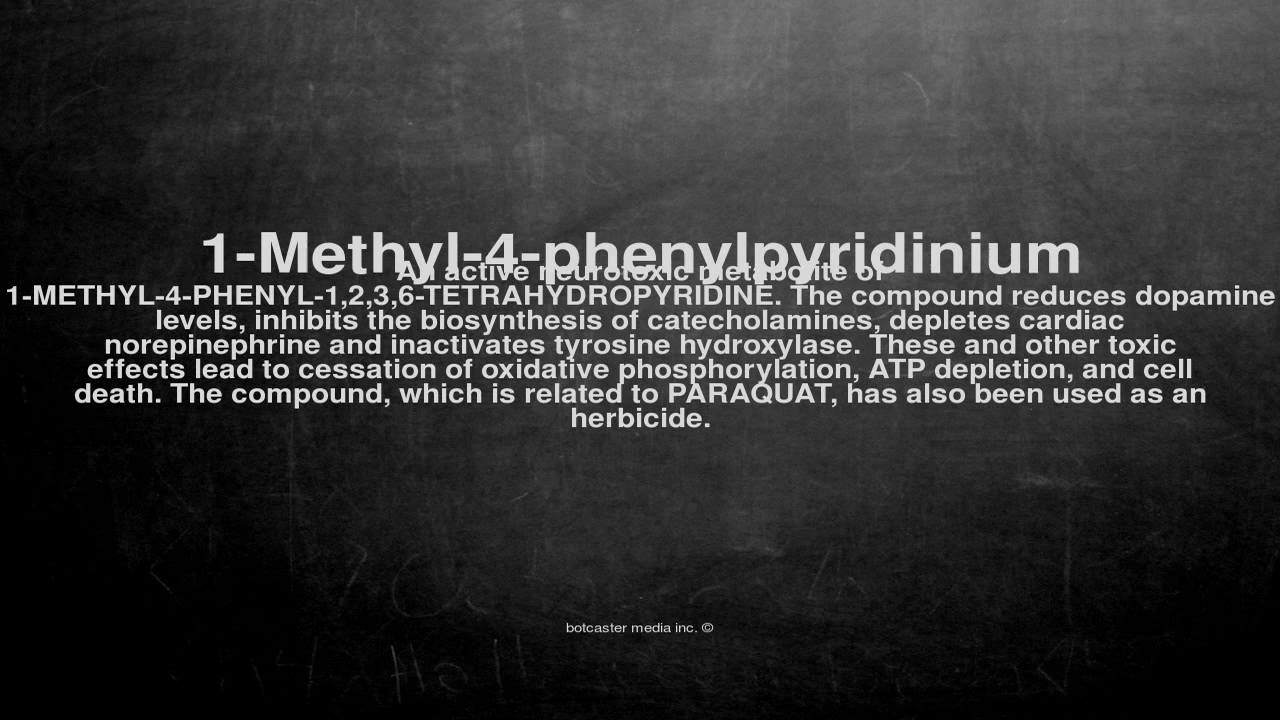 1-Methyl-4-phenylpyridinium
An active neurotoxic metabolite of
1-METHYL-4-PHENYL-1,2,3,6-TETRAHYDROPYRIDINE. The compound reduces dopamine
levels, inhibits the biosynthesis of catecholamines, depletes cardiac
norepinephrine and inactivates tyrosine hydroxylase. These and other toxic
effects lead to cessation of oxidative phosphorylation, ATP depletion, and cell
death. The compound, which is related to PARAQUAT, has also been used as an
herbicide.
botcaster media inc. ©